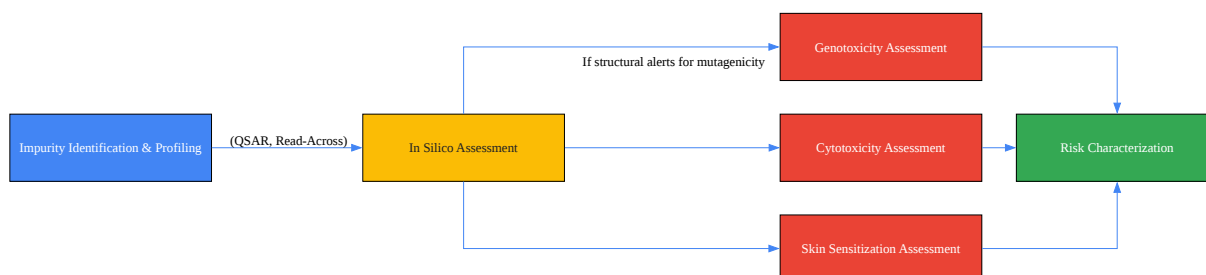 Genotoxicity Assessment
If structural alerts for mutagenicity
Impurity Identification & Profiling
(QSAR, Read-Across)
In Silico Assessment
Cytotoxicity Assessment
Risk Characterization
Skin Sensitization Assessment